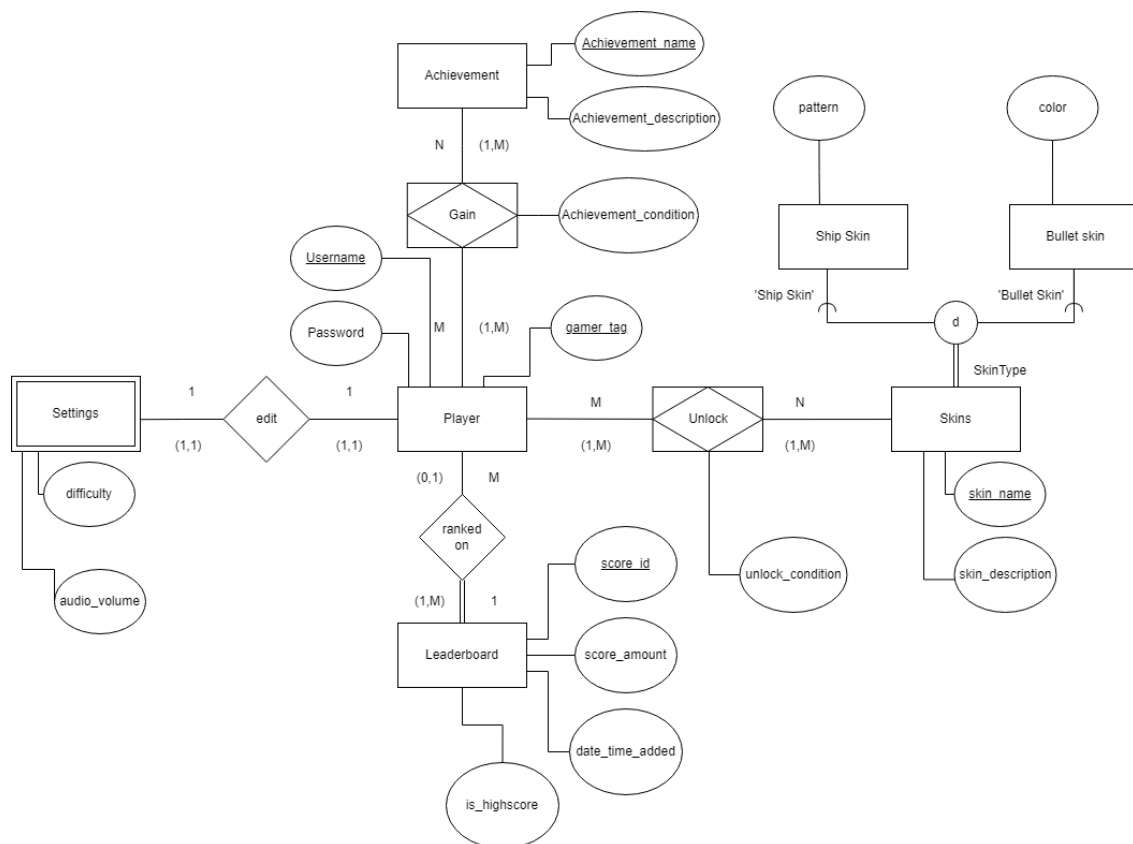 Achievement_name
Achievement
Achievement_description
pattern
color
N
(1,M)
Gain
Achievement_condition
Ship Skin
Bullet skin
Username
'Ship Skin'
'Bullet Skin'
Password
M
(1,M)
gamer_tag
d
SkinType
Settings
1
edit
1
Player
M
Unlock
N
Skins
(1,1)
(1,1)
(1,M)
(1,M)
(0,1)
M
difficulty
skin_name
ranked
on
score_id
unlock_condition
skin_description
audio_volume
(1,M)
1
Leaderboard
score_amount
date_time_added
is_highscore